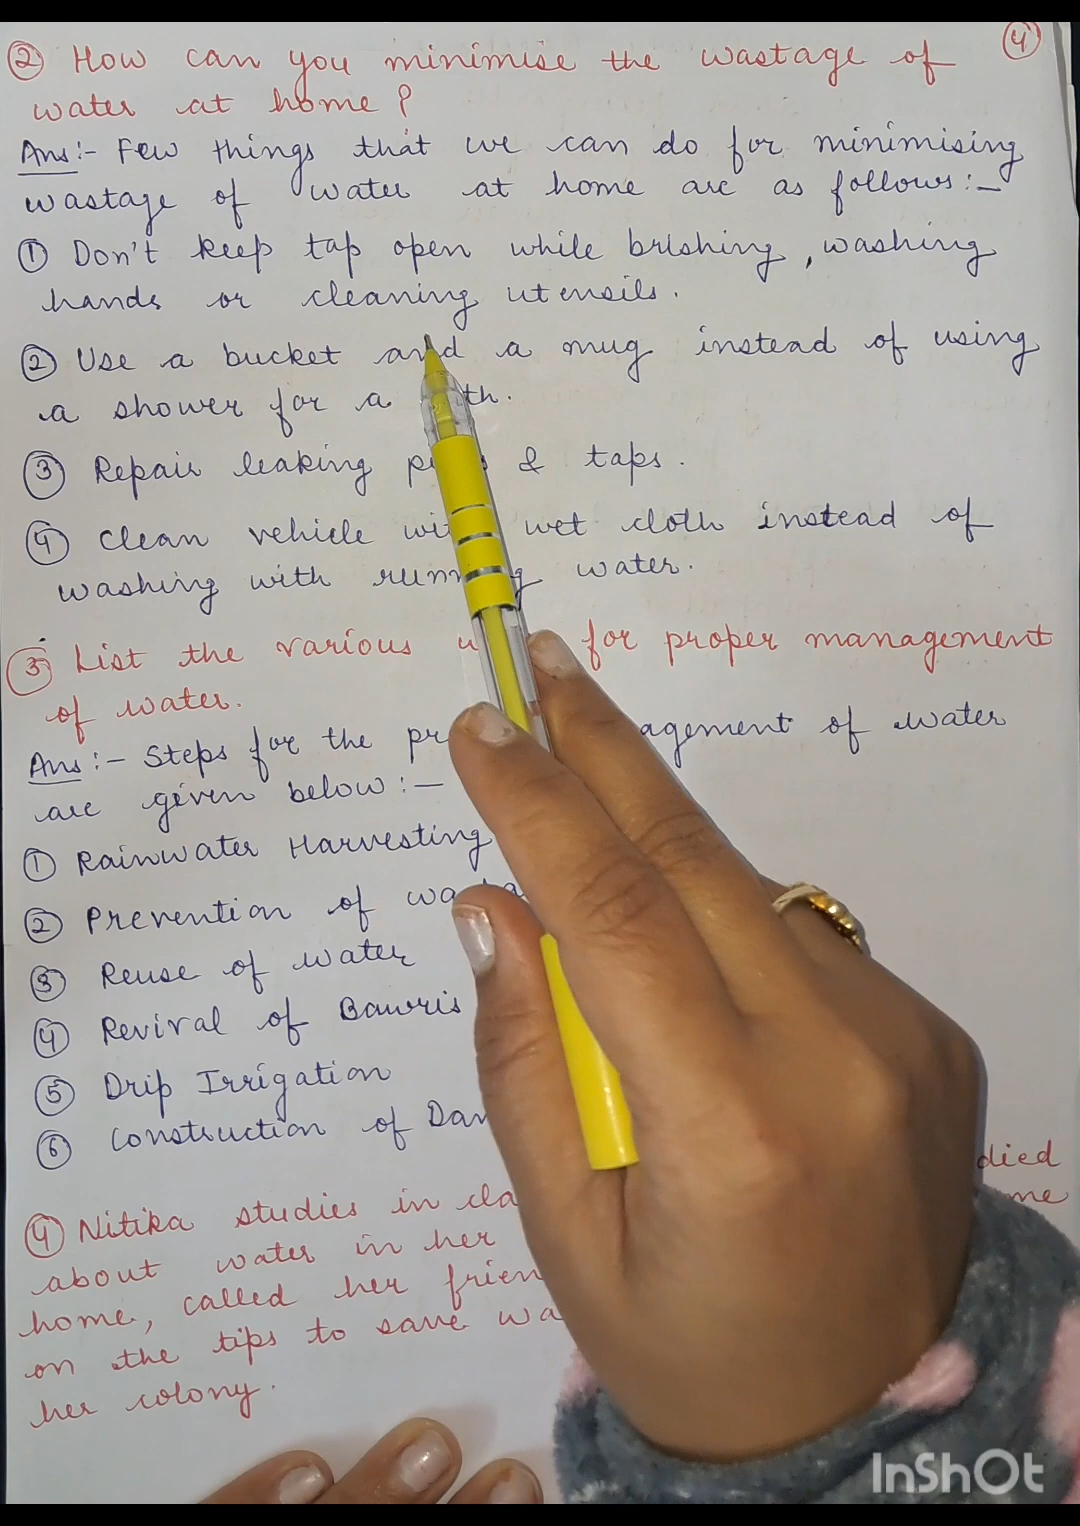 ② How can you minimise the wastage of ④
water at home?
Ans:- Few things that we can do for minimising
wastage of water at home are as follows:-
① Don't keep tap open while brushing, washing
hands or cleaning utensils.
② Use a bucket and a mug instead of using
a shower for a th.
③ Repair leaking & taps.
④ Clean vehicle wet cloth instead of
washing with water.
③ List the various for proper management
of water.
Ans:- Steps for the agement of water
are given below:-
① Rainwater Harvesting
② Prevention of
③ Reuse of water
④ Revival of Bawris
⑤ Drip Irrigation
⑥ Construction of
④ Nitika studies in died
about water in her me
home, called her
on the tips to save
her colony.
InShOt